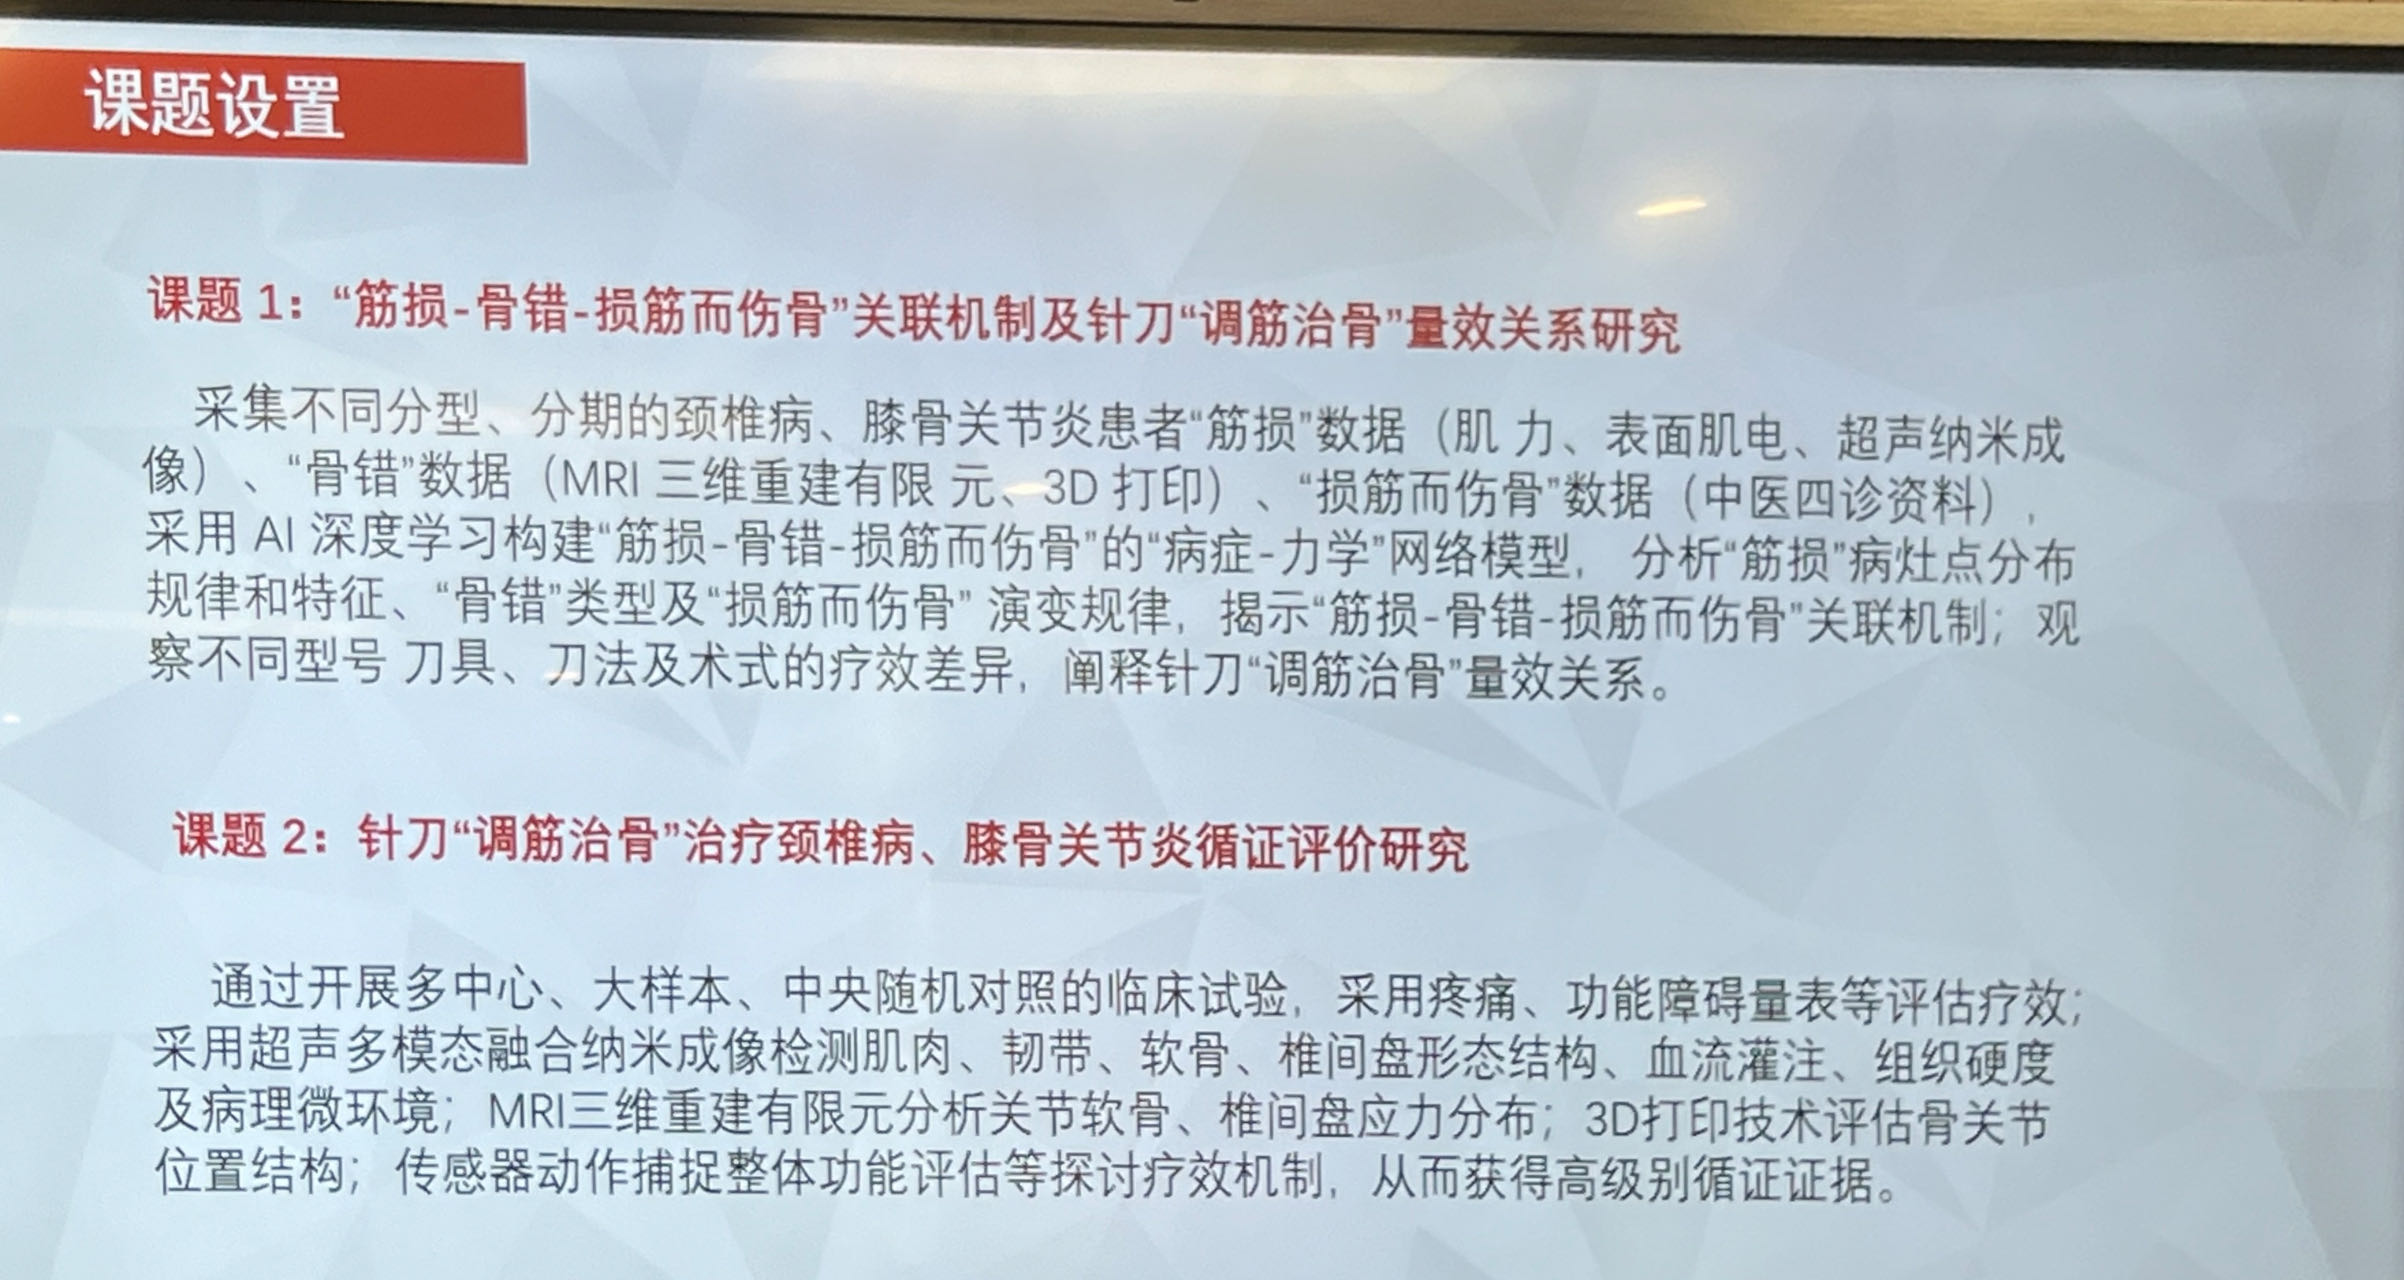 课题设置
课题 1：“筋损-骨错-损筋而伤骨”关联机制及针刀“调筋治骨”量效关系研究
采集不同分型、分期的颈椎病、膝骨关节炎患者“筋损”数据（肌 力、表面肌电、超声纳米成
像）、“骨错”数据（MRI 三维重建有限 元、3D 打印）、“损筋而伤骨”数据（中医四诊资料），
采用 AI 深度学习构建“筋损-骨错-损筋而伤骨”的“病症-力学”网络模型， 分析“筋损”病灶点分布
规律和特征、“骨错”类型及“损筋而伤骨” 演变规律，揭示“筋损-骨错-损筋而伤骨”关联机制；观
察不同型号 刀具、刀法及术式的疗效差异，阐释针刀“调筋治骨”量效关系。
课题 2：针刀“调筋治骨”治疗颈椎病、膝骨关节炎循证评价研究
通过开展多中心、大样本、中央随机对照的临床试验，采用疼痛、功能障碍量表等评估疗效；
采用超声多模态融合纳米成像检测肌肉、韧带、软骨、椎间盘形态结构、血流灌注、组织硬度
及病理微环境；MRI三维重建有限元分析关节软骨、椎间盘应力分布；3D打印技术评估骨关节
位置结构；传感器动作捕捉整体功能评估等探讨疗效机制，从而获得高级别循证证据。